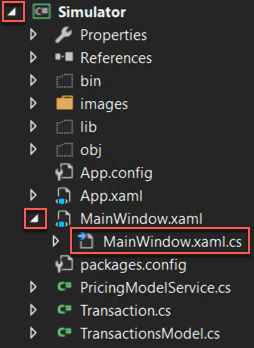 C# Simulator
Properties
References
bin
images
lib
obj
App.config
App.xaml
MainWindow.xaml
MainWindow.xaml.cs
packages.config
C# PricingModelService.cs
C# Transaction.cs
C# TransactionsModel.cs